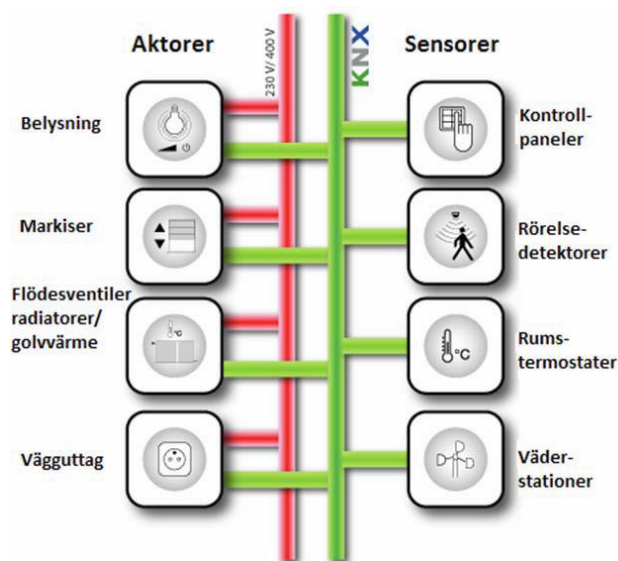 Aktorer
230 V/ 400 V
KNX
Sensorer
Belysning
Kontroll-
paneler
Markiser
Rörelse-
detektorer
Flödesventiler
radiatorer/
golvvärme
°C
Rums-
termostater
°C
Vägguttag
Väder-
stationer